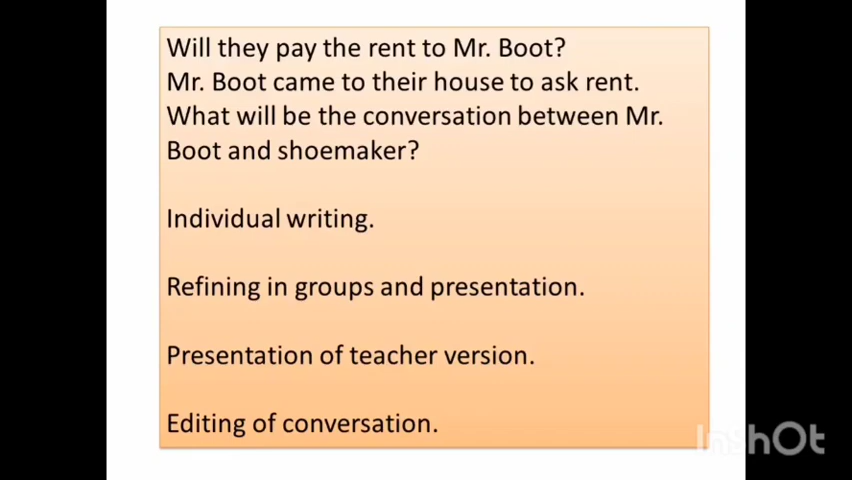 Will they pay the rent to Mr. Boot?
Mr. Boot came to their house to ask rent.
What will be the conversation between Mr.
Boot and shoemaker?
Individual writing.
Refining in groups and presentation.
Presentation of teacher version.
Editing of conversation.
InshOt